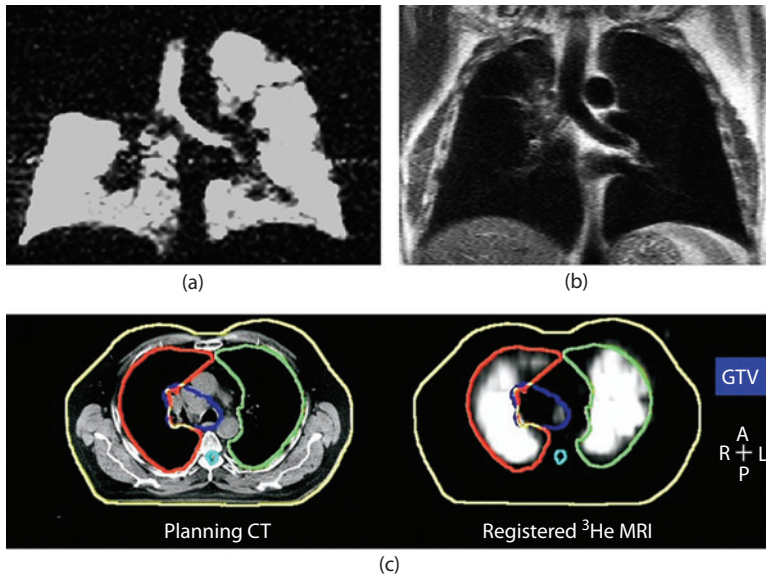 (a)
(b)
GTV
A
R L
P
Planning CT
Registered ³He MRI
(c)